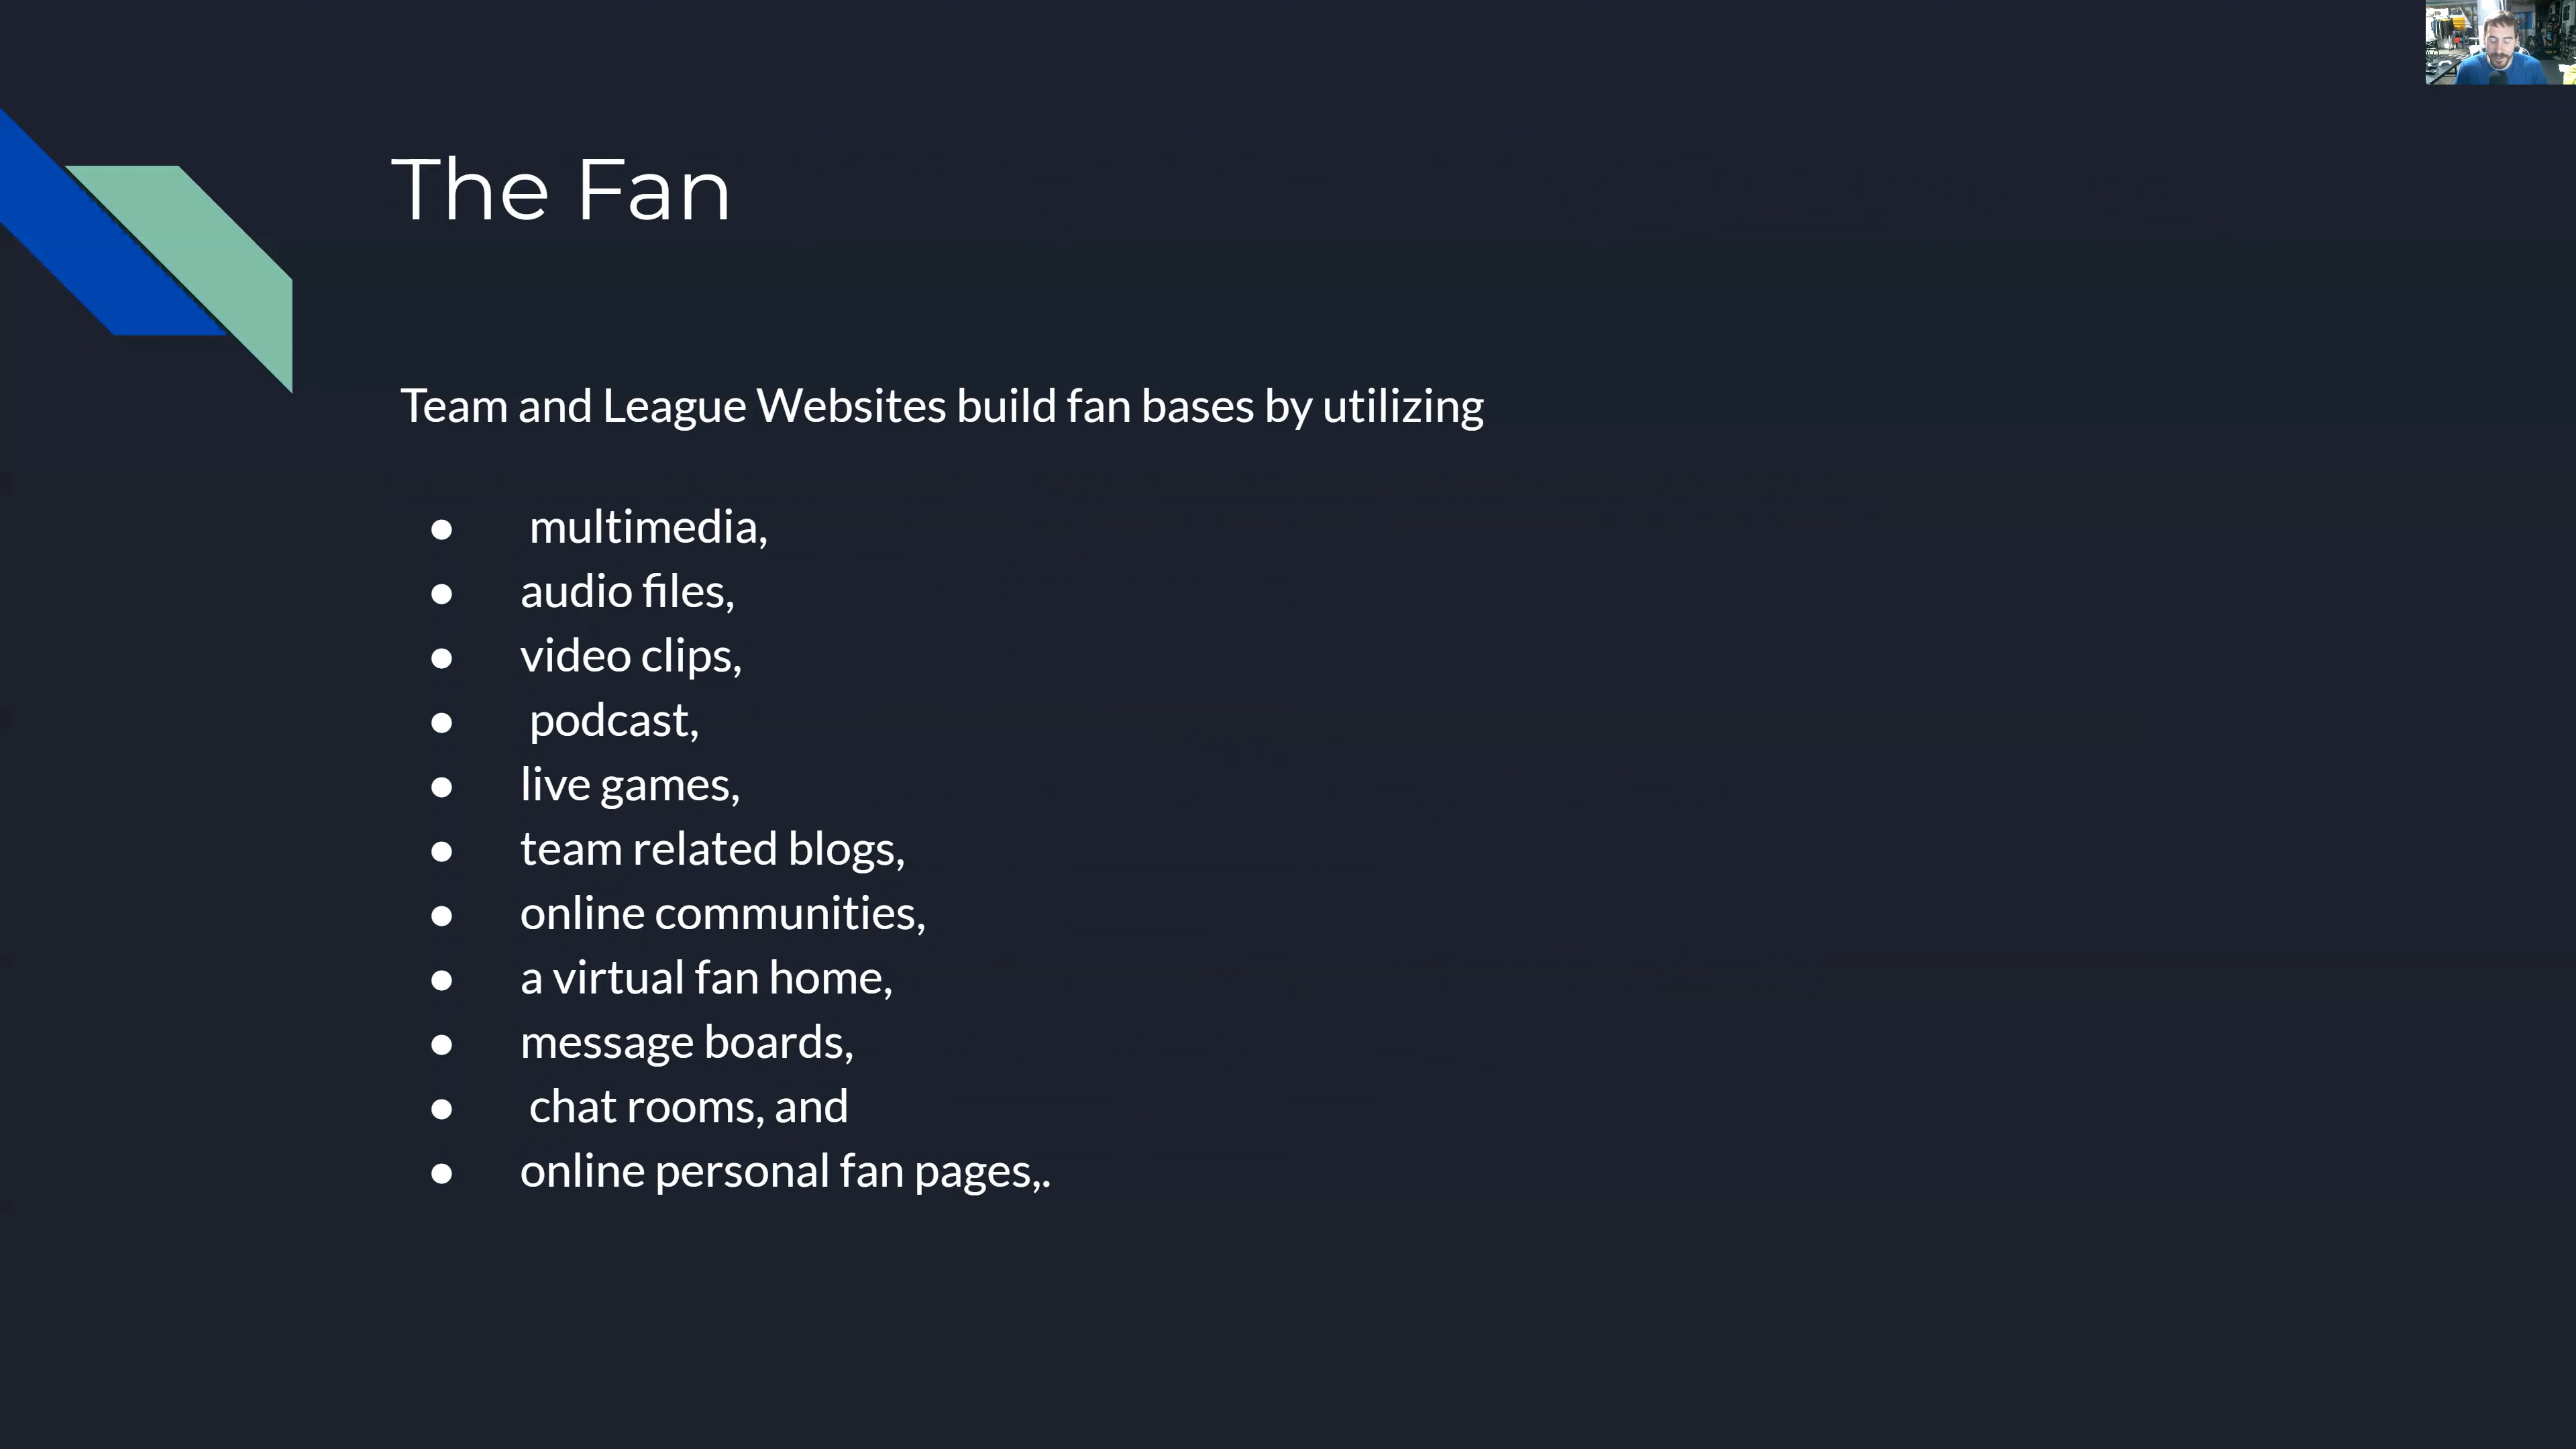 The Fan
Team and League Websites build fan bases by utilizing
● multimedia,
● audio files,
● video clips,
● podcast,
● live games,
● team related blogs,
● online communities,
● a virtual fan home,
● message boards,
● chat rooms, and
● online personal fan pages,.